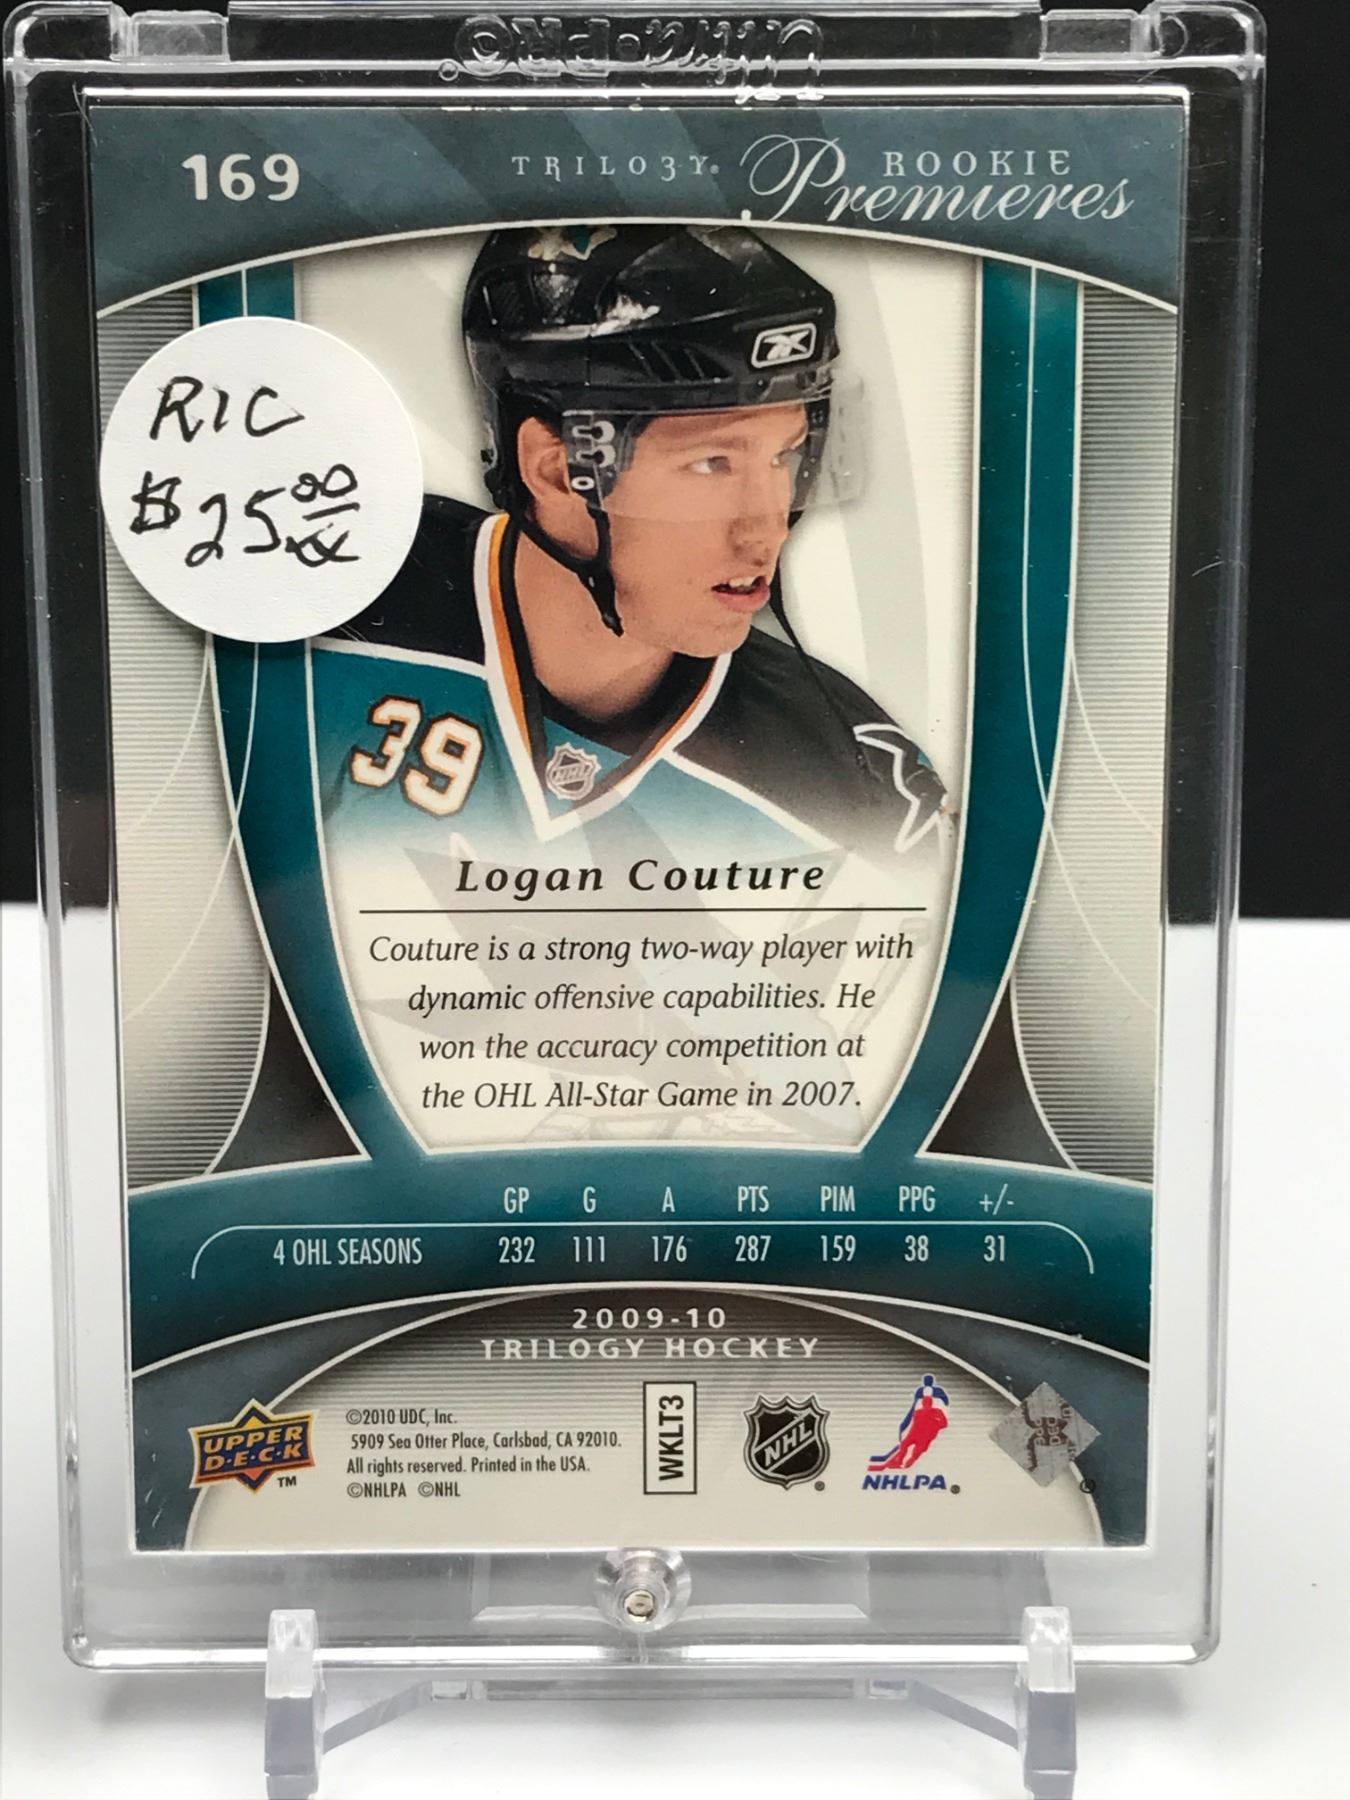 Ultra•PRO
169
TRILOGY®
ROOKIE
Premieres
RIC
$25.00
39
NHL
Logan Couture
Couture is a strong two-way player with
dynamic offensive capabilities. He
won the accuracy competition at
the OHL All-Star Game in 2007.
GP G A PTS PIM PPG +/-
4 OHL SEASONS 232 111 176 287 159 38 31
2009-10
TRILOGY HOCKEY
UPPER
D•E•C•K
TM
©2010 UDC, Inc.
5909 Sea Otter Place, Carlsbad, CA 92010.
All rights reserved. Printed in the USA.
©NHLPA ©NHL
WKLT3
NHL®
NHLPA®